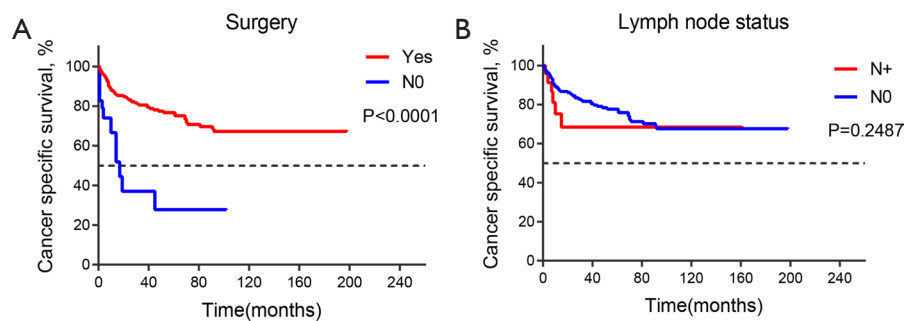 A
Surgery
Cancer specific survival, %
100
80
60
40
20
0
0 40 80 120 160 200 240
Time(months)
Yes
N0
P<0.0001
B
Lymph node status
Cancer specific survival, %
100
80
60
40
20
0
0 40 80 120 160 200 240
Time(months)
N+
N0
P=0.2487